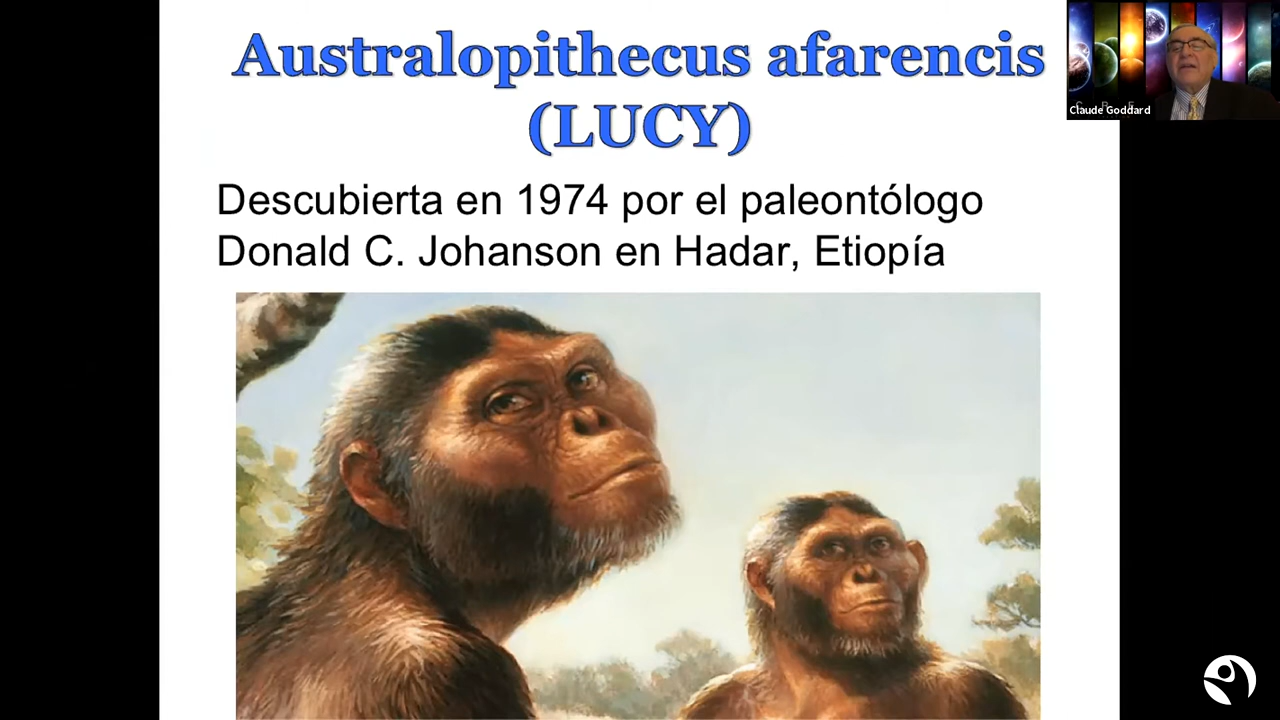 Australopithecus afarencis
(LUCY)
Descubierta en 1974 por el paleontólogo
Donald C. Johanson en Hadar, Etiopía
Claude Goddard